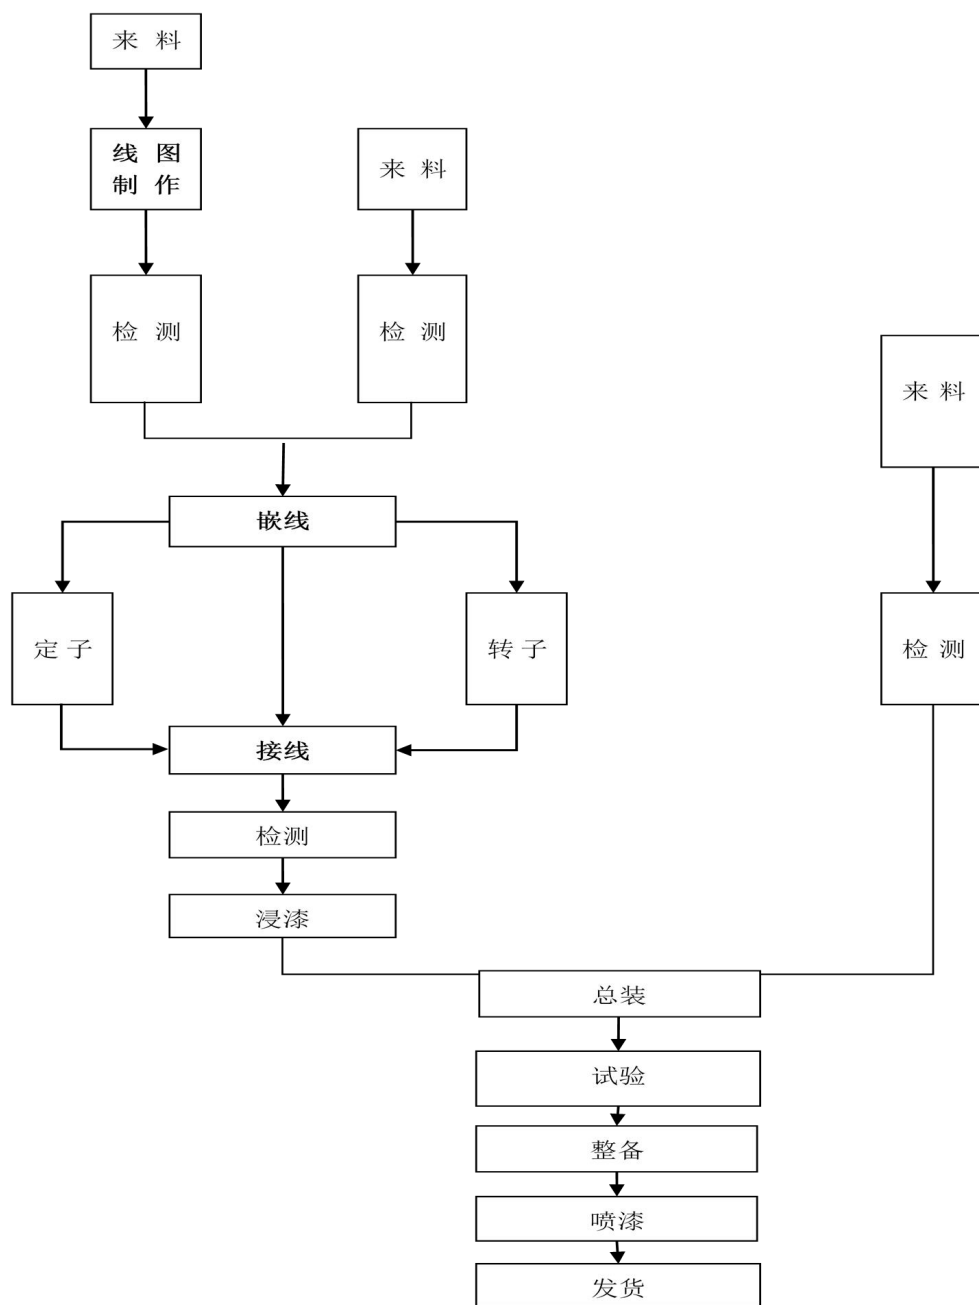 来 料
线 图
制 作
来 料
检 测
检 测
来 料
嵌线
定 子
转 子
检 测
接线
检测
浸漆
总装
试验
整备
喷漆
发货